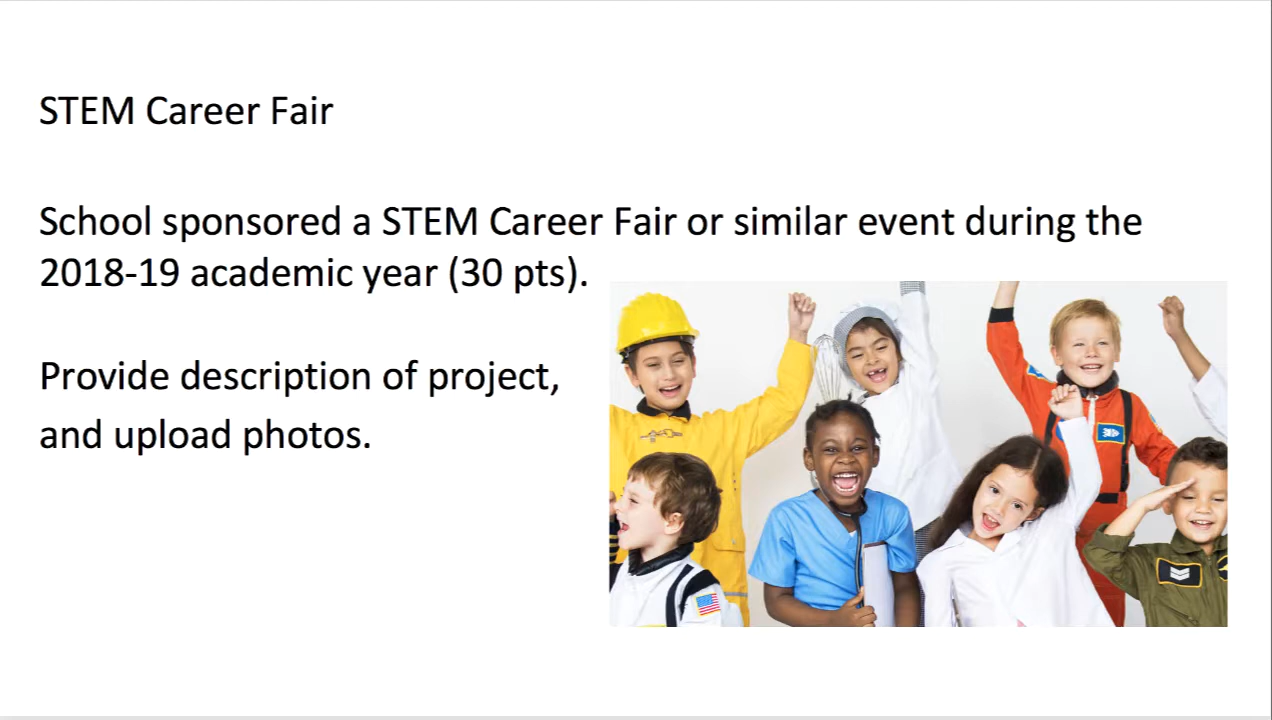 STEM Career Fair
School sponsored a STEM Career Fair or similar event during the
2018-19 academic year (30 pts).
Provide description of project,
and upload photos.